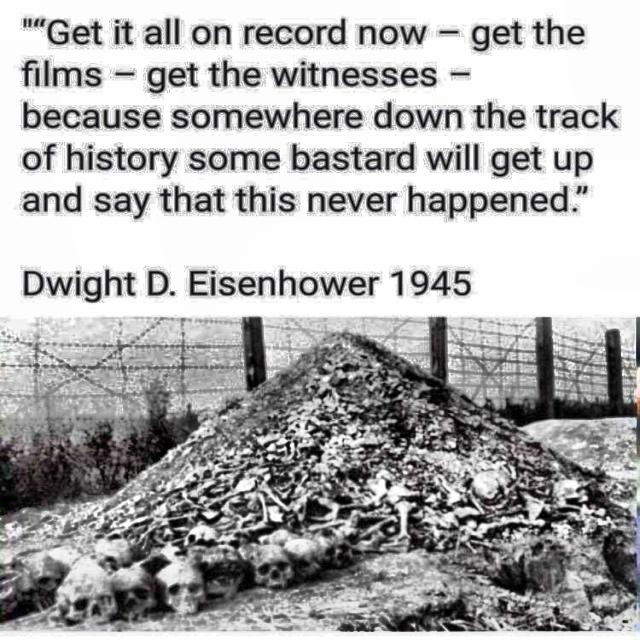 "“Get it all on record now – get the
films – get the witnesses –
because somewhere down the track
of history some bastard will get up
and say that this never happened.”
Dwight D. Eisenhower 1945